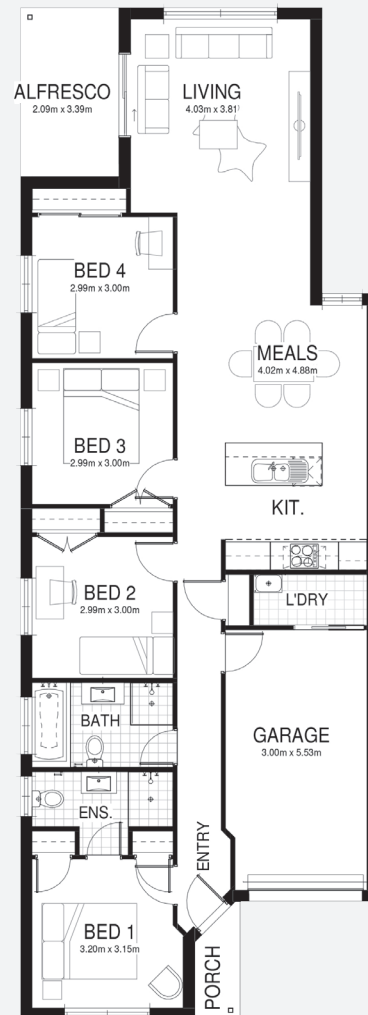 ALFRESCO
2.09m x 3.39m
LIVING
4.03m x 3.81
BED 4
2.99m x 3.00m
MEALS
4.02m x 4.88m
BED 3
2.99m x 3.00m
KIT.
BED 2
2.99m x 3.00m
L'DRY
BATH
GARAGE
3.00m x 5.53m
ENS.
ENTRY
BED 1
3.20m x 3.15m
PORCH